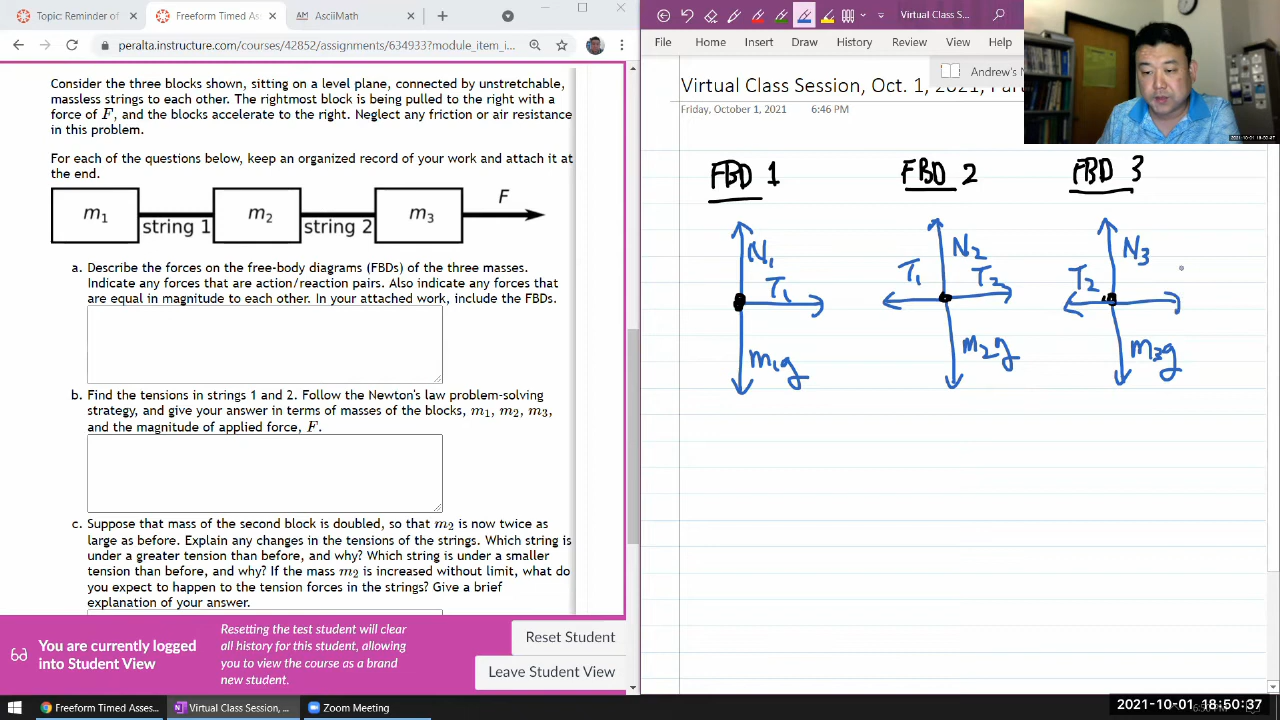 Topic: Reminder o
Freeform Timed As
AsciiMath
Virtual Class S...
peralta.instructure.com/courses/42852/assignments/634933?module_item_i...
File Home Insert Draw History Review View Help
Andrew's N
Consider the three blocks shown, sitting on a level plane, connected by unstretchable,
massless strings to each other. The rightmost block is being pulled to the right with a
force of F, and the blocks accelerate to the right. Neglect any friction or air resistance
in this problem.
For each of the questions below, keep an organized record of your work and attach it at
the end.
m₁ string 1 m₂ string 2 m₃ F
a. Describe the forces on the free-body diagrams (FBDs) of the three masses.
Indicate any forces that are action/reaction pairs. Also indicate any forces that
are equal in magnitude to each other. In your attached work, include the FBDs.
b. Find the tensions in strings 1 and 2. Follow the Newton's law problem-solving
strategy, and give your answer in terms of masses of the blocks, m₁, m₂, m₃,
and the magnitude of applied force, F.
c. Suppose that mass of the second block is doubled, so that m₂ is now twice as
large as before. Explain any changes in the tensions of the strings. Which string is
under a greater tension than before, and why? Which string is under a smaller
tension than before, and why? If the mass m₂ is increased without limit, what do
you expect to happen to the tension forces in the strings? Give a brief
explanation of your answer.
You are currently logged
into Student View
Resetting the test student will clear
all history for this student, allowing
you to view the course as a brand
new student.
Reset Student
Leave Student View
Virtual Class Session, Oct. 1, 2021, Par
Friday, October 1, 2021 6:46 PM
FBD 1 FBD 2 FBD 3
N₁ N₂ N₃
T₁ T₁ T₂ T₂
m₁g m₂g m₃g
Freeform Timed Asses...
Virtual Class Session,...
Zoom Meeting
2021-10-01 18:50:37